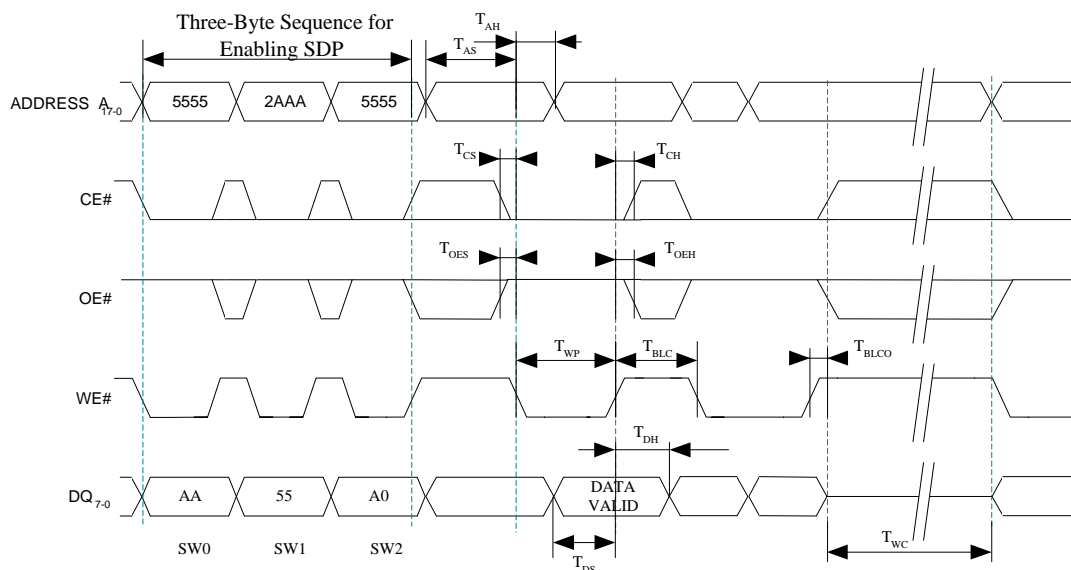 Three-Byte Sequence for
Enabling SDP
T_AH
T_AS
ADDRESS A_17-0
5555
2AAA
5555
T_CS
T_CH
CE#
T_OES
T_OEH
OE#
T_WP
T_BLC
T_BLCO
WE#
T_DH
DQ_7-0
AA
55
A0
DATA
VALID
SW0
SW1
SW2
T_DS
T_WC